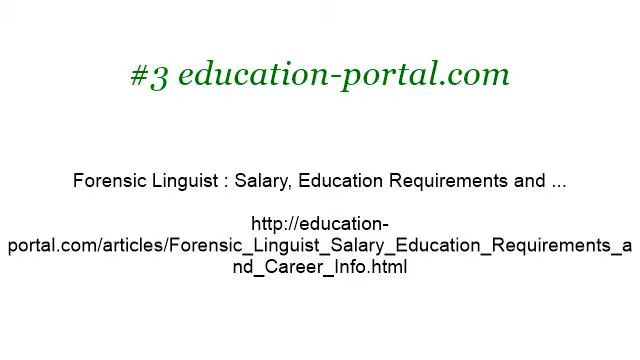 #3 education-portal.com
Forensic Linguist : Salary, Education Requirements and ...
http://education-
portal.com/articles/Forensic_Linguist_Salary_Education_Requirements_a
nd_Career_Info.html